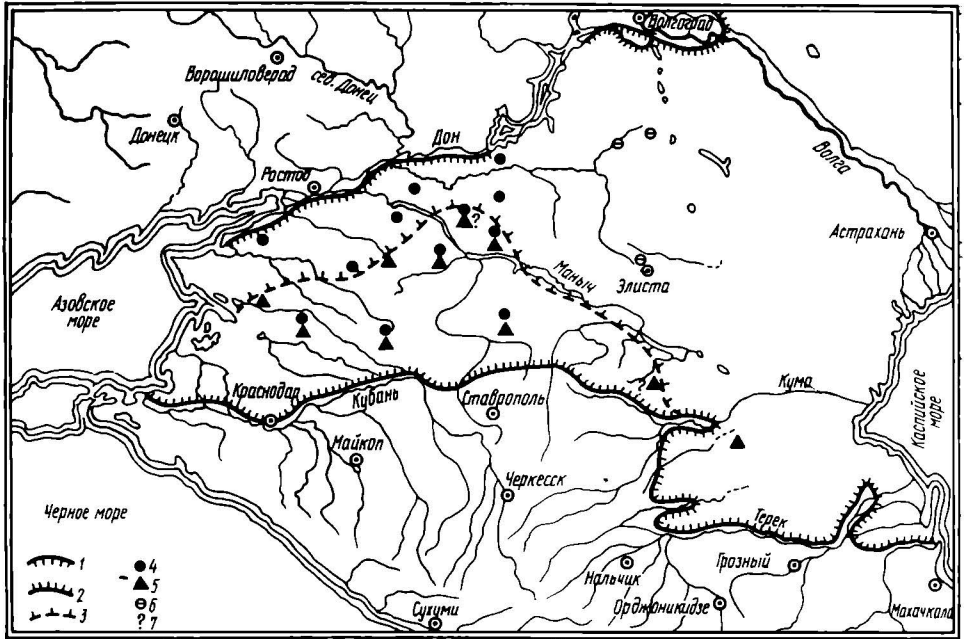 Волгоград
Ворошиловград
Сев. Донец
Донецк
Дон
Волга
Ростов
Астрахань
?
Маныч
Элиста
Азовское
море
?
Краснодар
Кубань
Ставрополь
Кума
Каспийское
море
Майкоп
Черкесск
Черное море
Терек
Грозный
Нальчик
Орджоникидзе
Махачкала
Сухуми
1 4
2 5
3 6
? 7